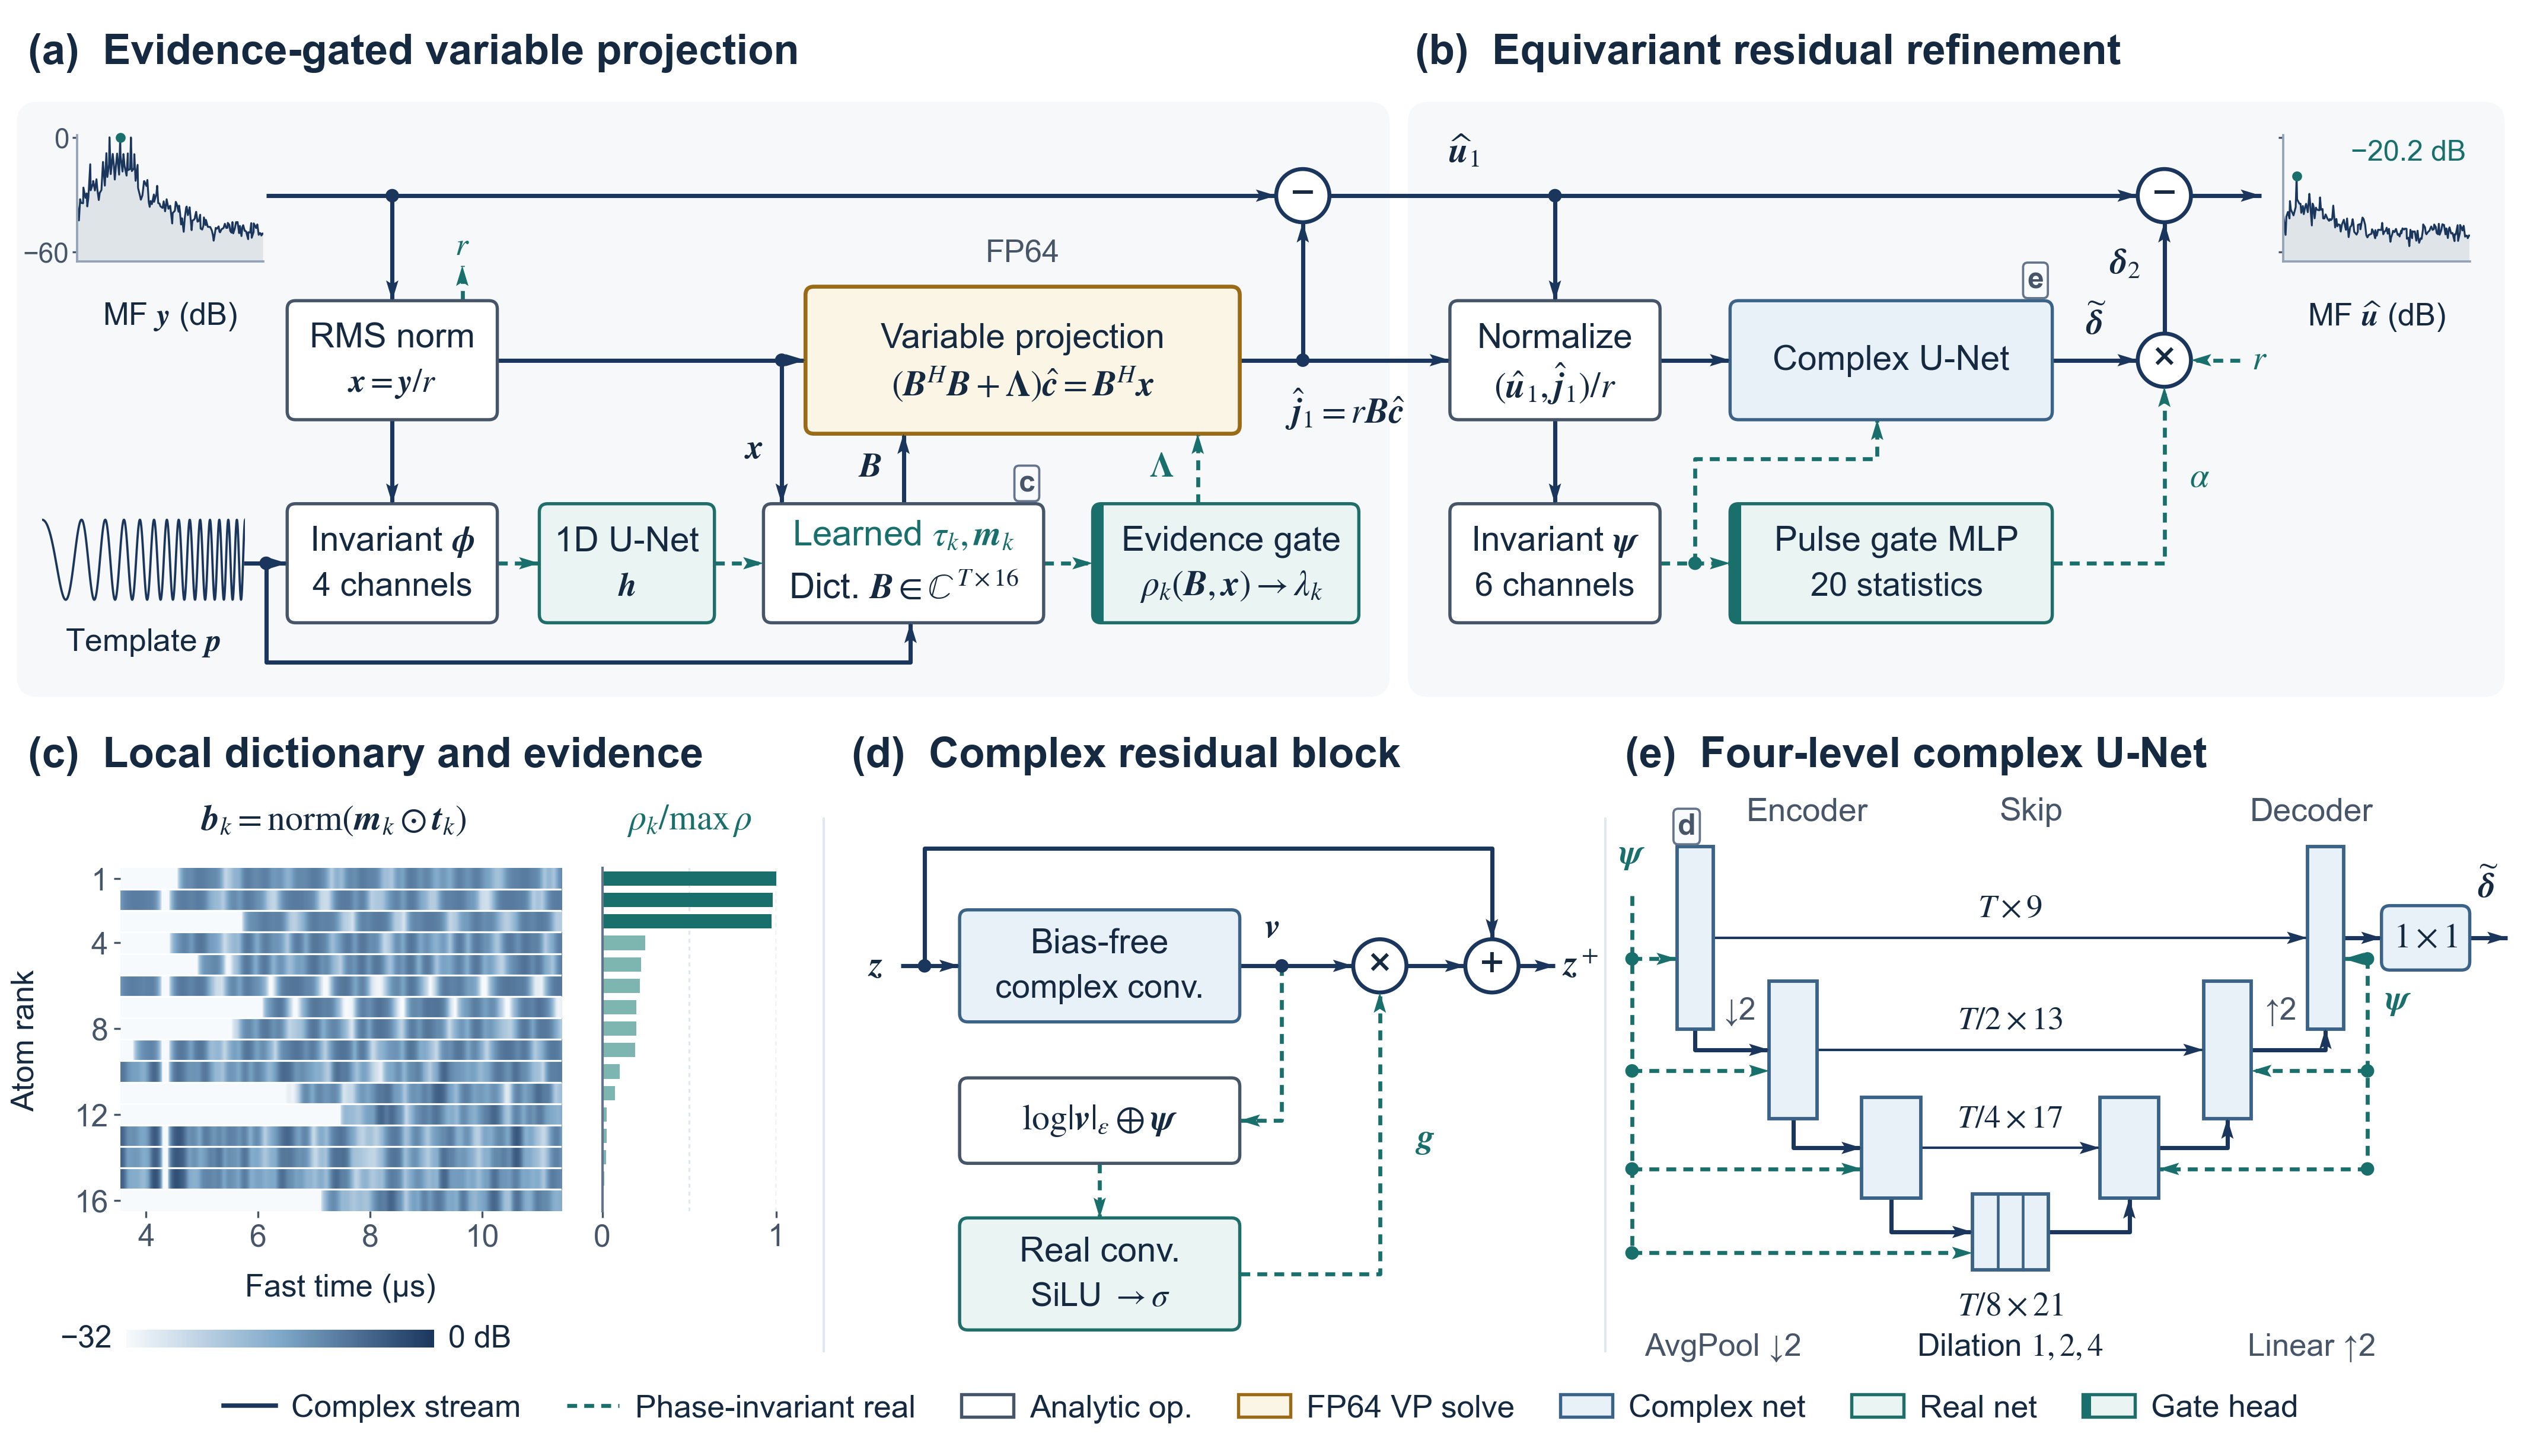 (a) Evidence-gated variable projection
0
−60
MF y (dB)
r
RMS norm
x = y/r
FP64
Variable projection
(BᴴB + Λ)ĉ = Bᴴx
x
B
Λ
ĵ₁ = rBĉ
Template p
Invariant ϕ
4 channels
1D U-Net
h
c
Learned τₖ, mₖ
Dict. B ∈ ℂ^{T×16}
Evidence gate
ρₖ(B, x) → λₖ
(b) Equivariant residual refinement
û₁
−20.2 dB
MF û (dB)
Normalize
(û₁, ĵ₁)/r
e
Complex U-Net
δ₂
δ̃
r
α
Invariant ψ
6 channels
Pulse gate MLP
20 statistics
−
−
×
(c) Local dictionary and evidence
bₖ = norm(mₖ ⊙ tₖ)
ρₖ/max ρ
Atom rank
1
4
8
12
16
4 6 8 10
0 1
Fast time (µs)
−32 0 dB
(d) Complex residual block
z
Bias-free
complex conv.
v
×
+
z⁺
log|v|_ε ⊕ ψ
g
Real conv.
SiLU → σ
(e) Four-level complex U-Net
Encoder Skip Decoder
d
ψ
T × 9
δ̃
1 × 1
↓2
T/2 × 13
↑2
ψ
T/4 × 17
T/8 × 21
AvgPool ↓2
Dilation 1, 2, 4
Linear ↑2
Complex stream
Phase-invariant real
Analytic op.
FP64 VP solve
Complex net
Real net
Gate head